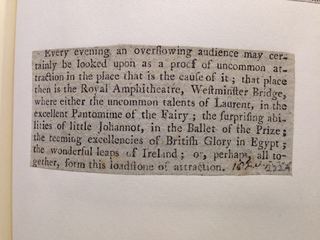 Every evening an overflowing audience may cer-
tainly be looked upon as a proof of uncommon at-
traction in the place that is the cause of it; that place
then is the Royal Amphitheatre, Westminster Bridge,
where either the uncommon talents of Laurent, in the
excellent Pantomime of the Fairy; the surprising abi-
lities of little Johannot, in the Ballet of the Prize;
the teeming excellencies of British Glory in Egypt;
the wonderful leaps of Ireland; or, perhaps, all to-
gether, form this loadstone of attraction.